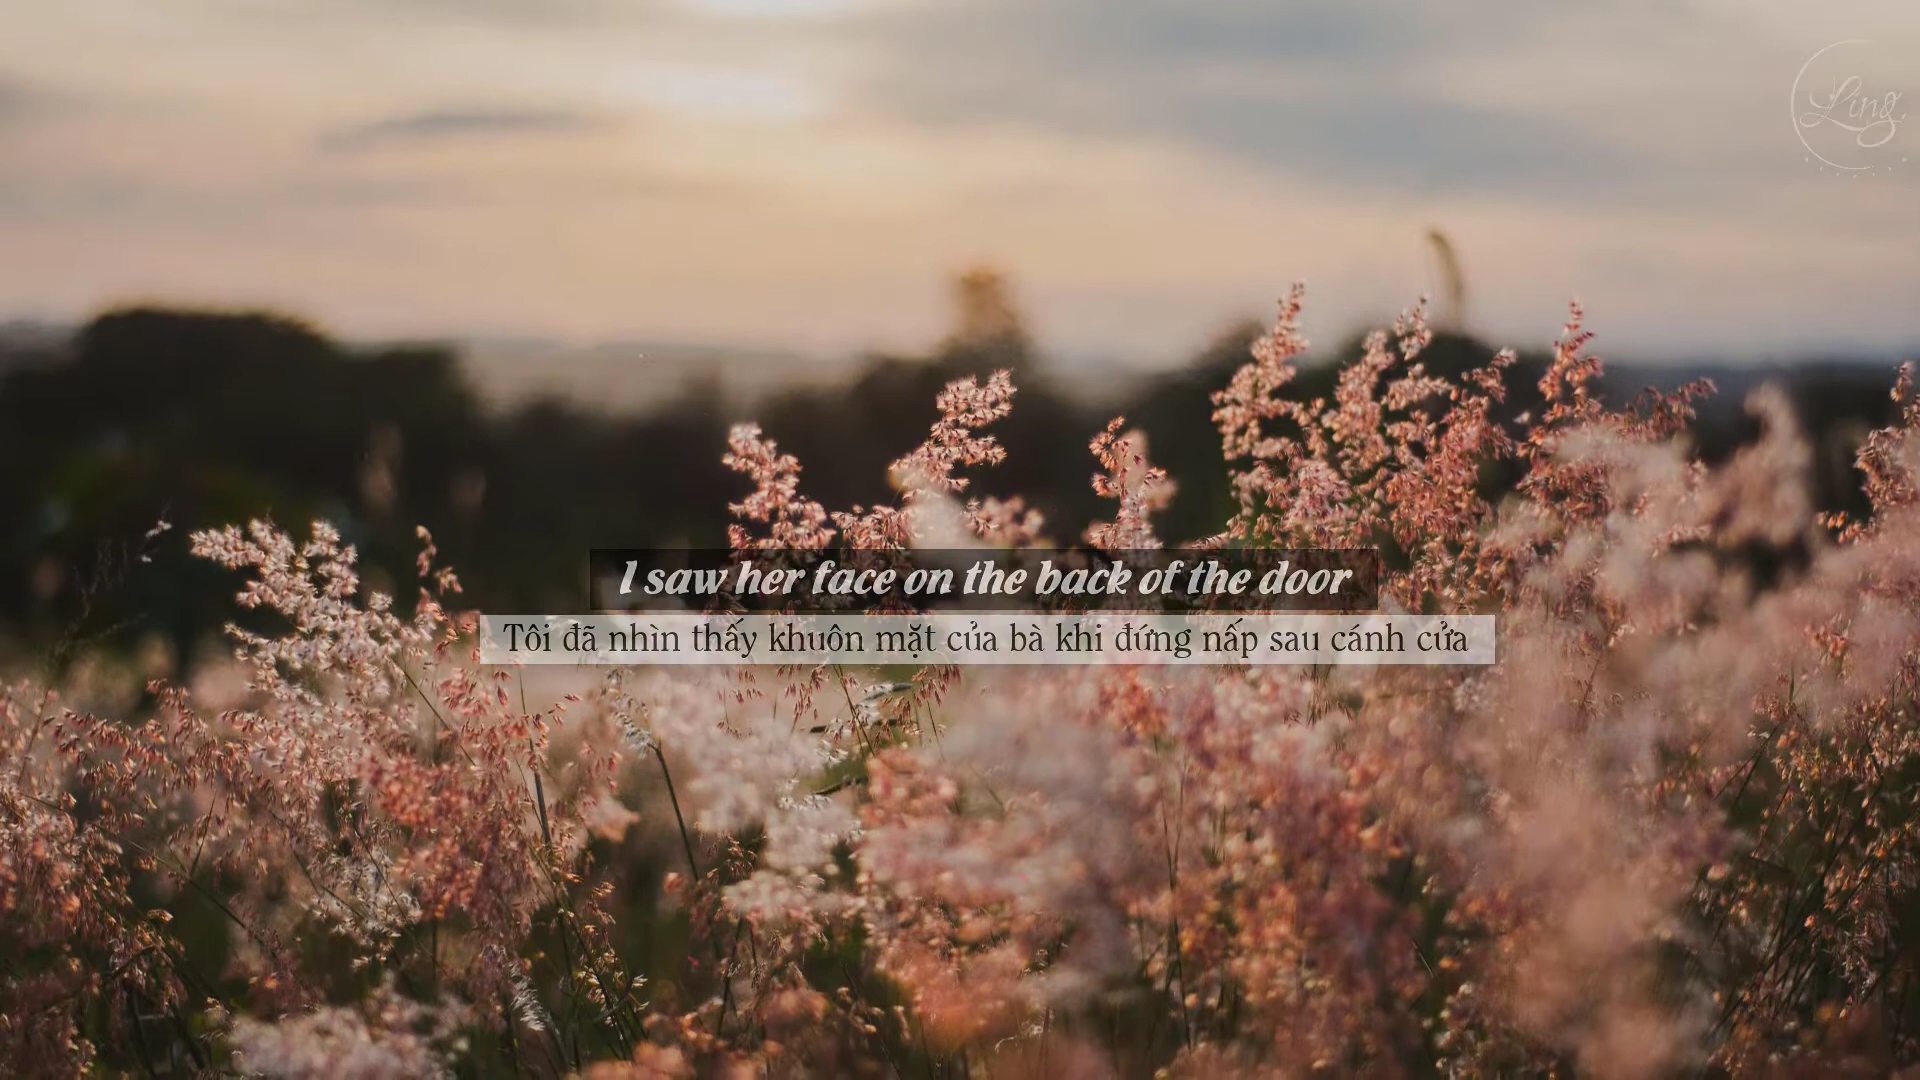 Ling
I saw her face on the back of the door
Tôi đã nhìn thấy khuôn mặt của bà khi đứng nấp sau cánh cửa